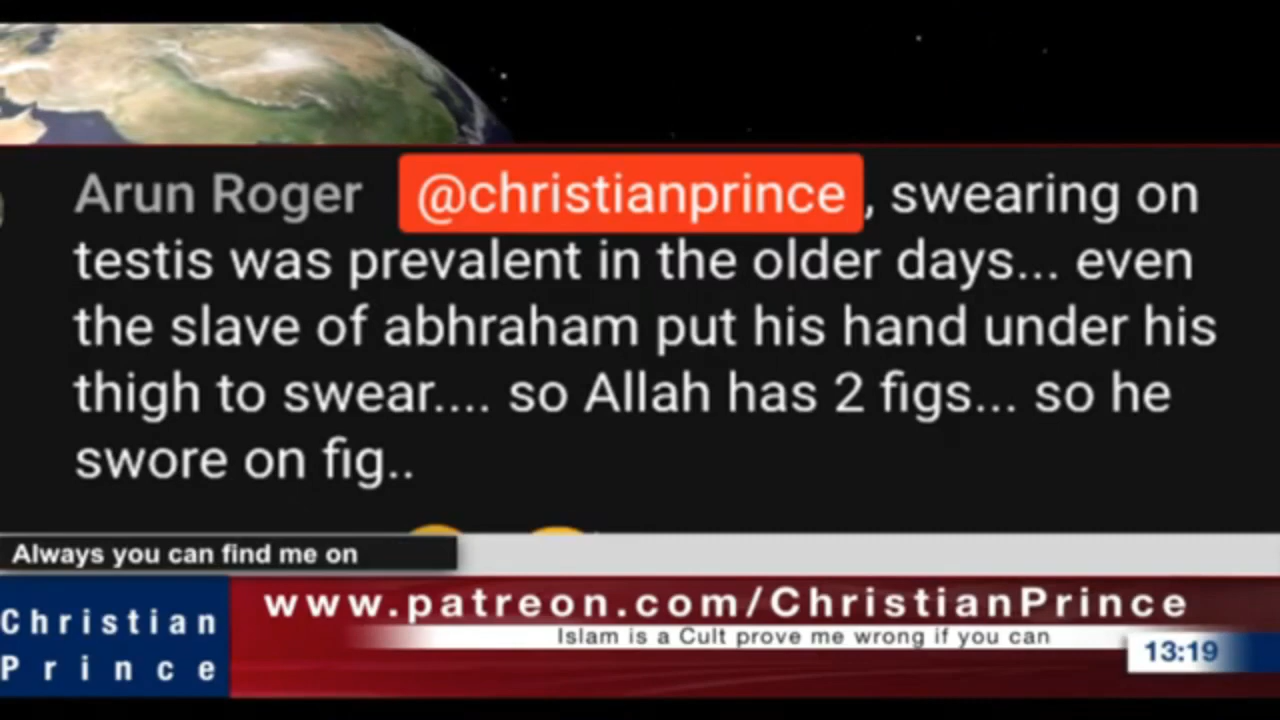 Arun Roger @christianprince, swearing on
testis was prevalent in the older days... even
the slave of abhraham put his hand under his
thigh to swear.... so Allah has 2 figs... so he
swore on fig..
Always you can find me on
Christian
Prince
www.patreon.com/ChristianPrince
Islam is a Cult prove me wrong if you can
13:19